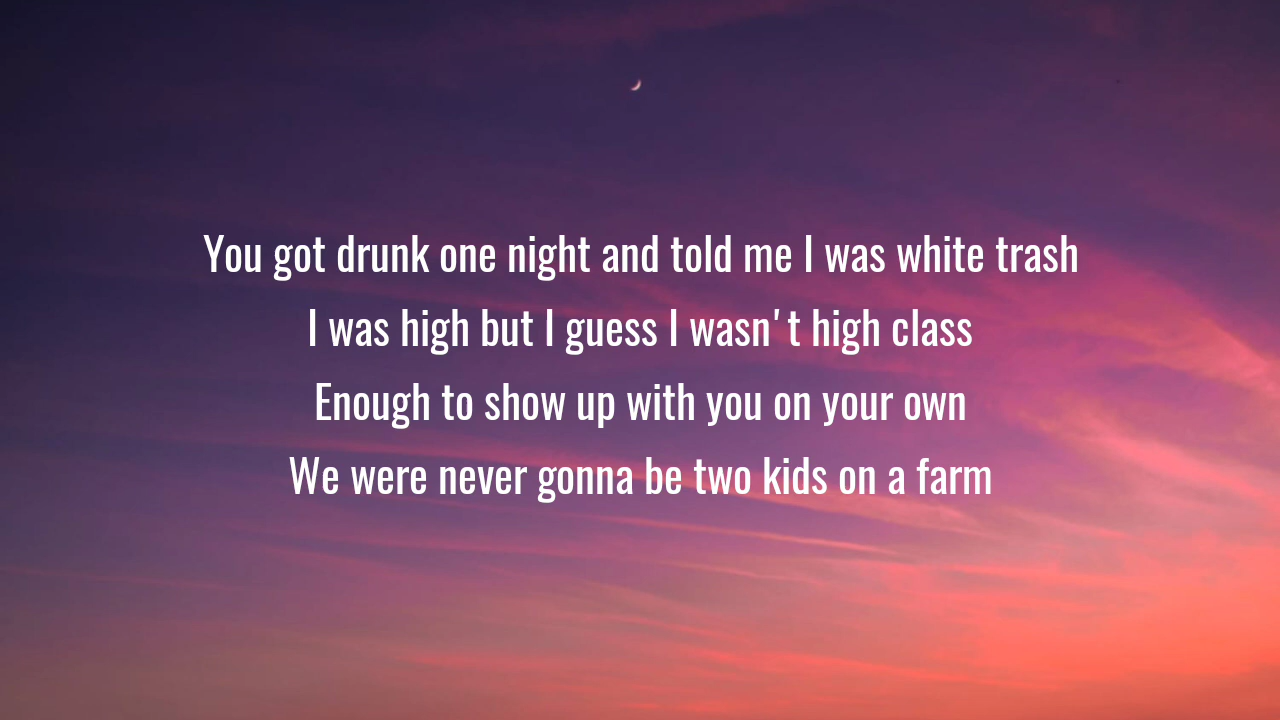 You got drunk one night and told me I was white trash
I was high but I guess I wasn't high class
Enough to show up with you on your own
We were never gonna be two kids on a farm